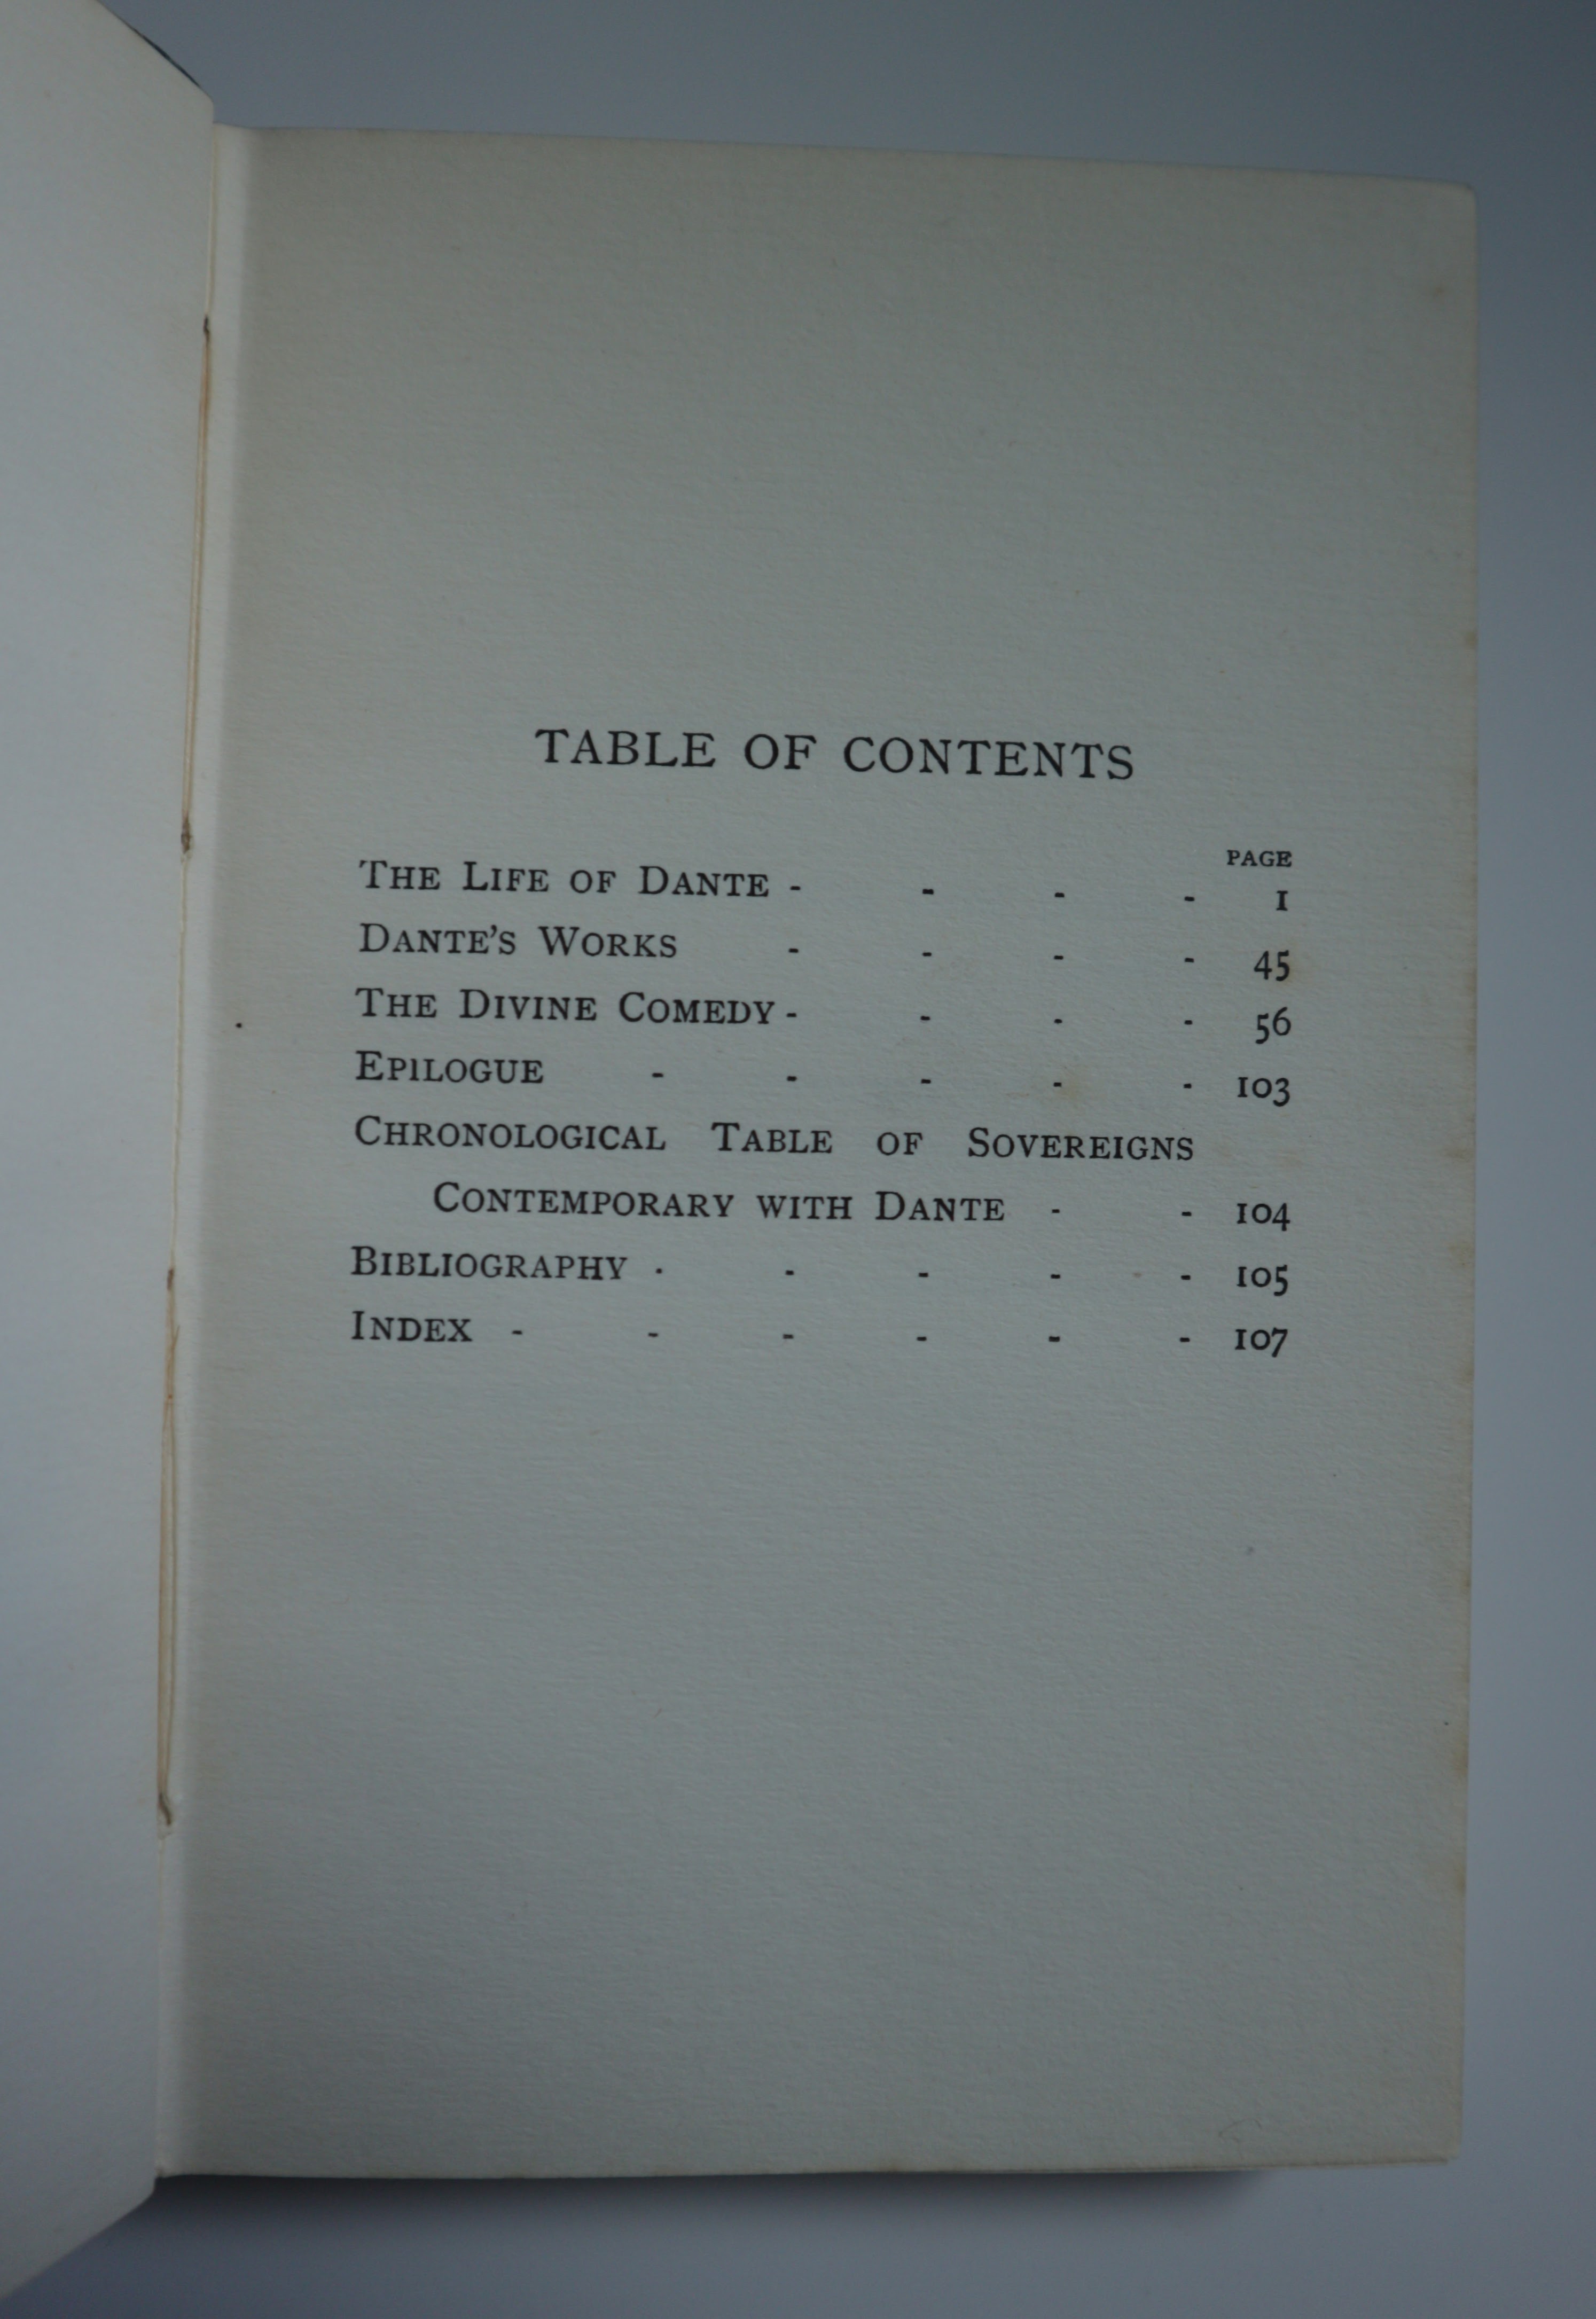 TABLE OF CONTENTS
PAGE
THE LIFE OF DANTE - - - - 1
DANTE'S WORKS - - - - 45
THE DIVINE COMEDY - - - - 56
EPILOGUE - - - - - 103
CHRONOLOGICAL TABLE OF SOVEREIGNS
CONTEMPORARY WITH DANTE - - 104
BIBLIOGRAPHY - - - - - 105
INDEX - - - - - - 107